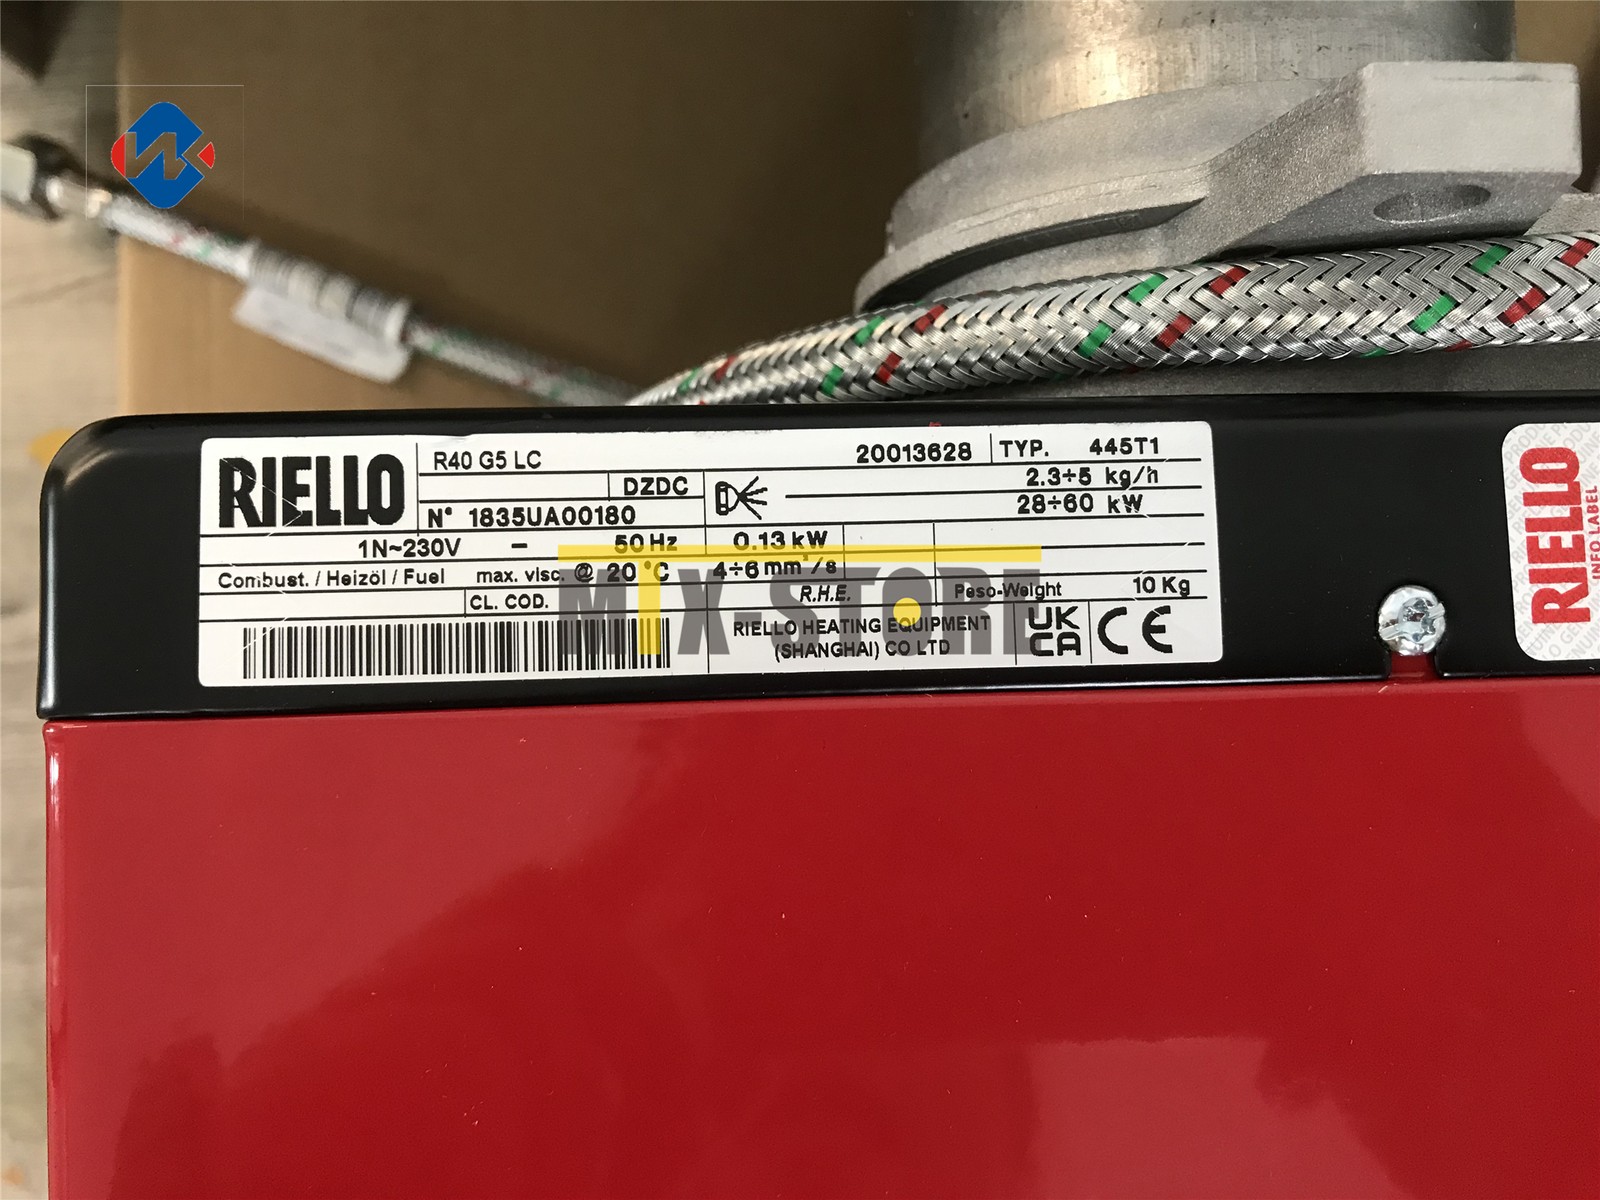 RIELLO
R40 G5 LC
20013628
TYP. 445T1
DZDC
2.3÷5 kg/h
N° 1835UA00180
28÷60 kW
1N~230V – 50Hz 0.13 kW
Combust. / Heizöl / Fuel max. visc. @ 20 °C 4÷6 mm²/s
CL. COD.
R.H.E.
Peso-Weight 10 Kg
RIELLO HEATING EQUIPMENT
(SHANGHAI) CO LTD
UK
CA
CE
MTX-STORE
RIELLO
INFO LABEL